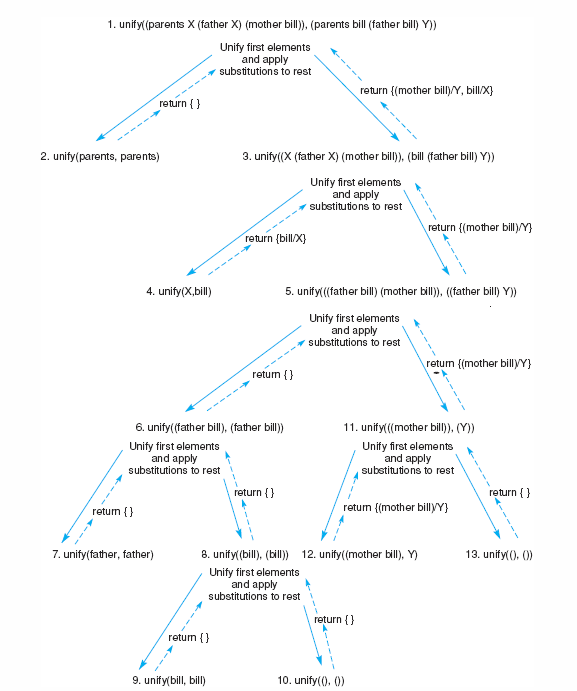 1. unify((parents X (father X) (mother bill)), (parents bill (father bill) Y))
Unify first elements
and apply
substitutions to rest
return { }
return {(mother bill)/Y, bill/X}
2. unify(parents, parents)
3. unify((X (father X) (mother bill)), (bill (father bill) Y))
Unify first elements
and apply
substitutions to rest
return {bill/X}
return {(mother bill)/Y}
4. unify(X,bill)
5. unify(((father bill) (mother bill)), ((father bill) Y))
Unify first elements
and apply
substitutions to rest
return { }
return {(mother bill)/Y}
6. unify((father bill), (father bill))
11. unify(((mother bill)), (Y))
Unify first elements
and apply
substitutions to rest
Unify first elements
and apply
substitutions to rest
return { }
return { }
return {(mother bill)/Y}
return { }
7. unify(father, father)
8. unify((bill), (bill))
12. unify((mother bill), Y)
13. unify((), ())
Unify first elements
and apply
substitutions to rest
return { }
return { }
9. unify(bill, bill)
10. unify((), ())